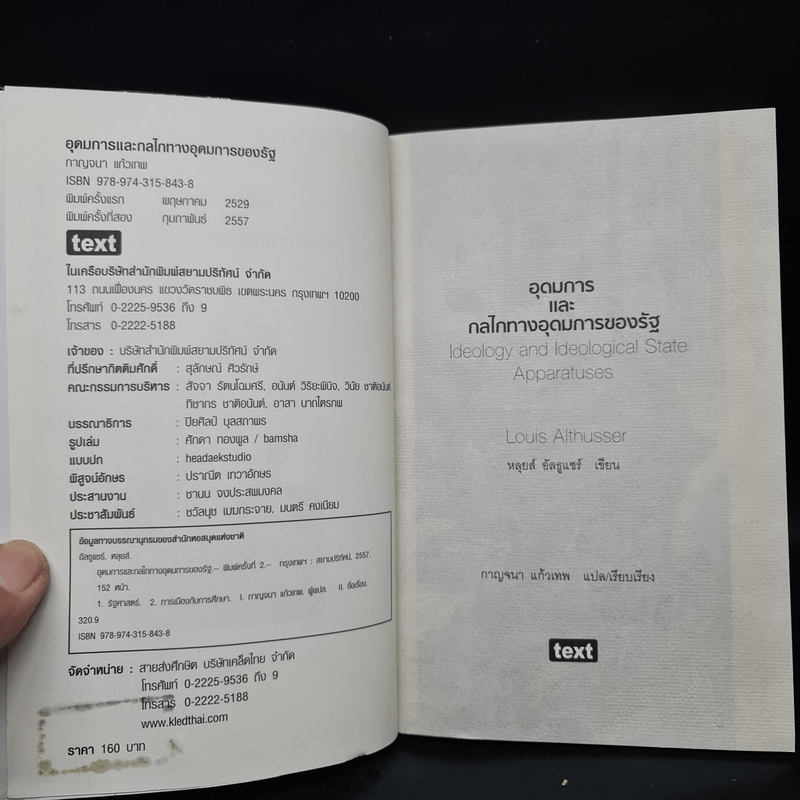 อุดมการและกลไกทางอุดมการของรัฐ
กาญจนา แก้วเทพ
ISBN 978-974-315-843-8
พิมพ์ครั้งแรก พฤษภาคม 2529
พิมพ์ครั้งที่สอง กุมภาพันธ์ 2557
text
ในเครือบริษัทสำนักพิมพ์สยามปริทัศน์ จำกัด
113 ถนนเฟื่องนคร แขวงวัดราชบพิธ เขตพระนคร กรุงเทพฯ 10200
โทรศัพท์ 0-2225-9536 ถึง 9
โทรสาร 0-2222-5188
เจ้าของ : บริษัทสำนักพิมพ์สยามปริทัศน์ จำกัด
ที่ปรึกษากิตติมศักดิ์ : สุลักษณ์ ศิวรักษ์
คณะกรรมการบริหาร : สัจจา รัตนโฉมศรี, อนันต์ วิริยะพินิจ, วินัย ชาติอนันต์,
ทิชากร ชาติอนันต์, อาสา นาคไตรภพ
บรรณาธิการ : ปิยศิลป์ บุลสถาพร
รูปเล่ม : ศักดา ทองพูล / bamsha
แบบปก : headaekstudio
พิสูจน์อักษร : ปราณีต เทวาอักษร
ประสานงาน : ชานน จงประสพมงคล
ประชาสัมพันธ์ : ชวัลนุช เมฆกระจาย, มนตรี คงเนียม
ข้อมูลทางบรรณานุกรมของสำนักหอสมุดแห่งชาติ
อัลธูแซร์, หลุยส์.
อุดมการและกลไกทางอุดมการของรัฐ.-- พิมพ์ครั้งที่ 2.-- กรุงเทพฯ : สยามปริทัศน์, 2557.
152 หน้า.
1. รัฐศาสตร์. 2. การเมืองกับการศึกษา. I. กาญจนา แก้วเทพ, ผู้แปล. II. ชื่อเรื่อง.
320.9
ISBN 978-974-315-843-8
จัดจำหน่าย : สายส่งศึกษิต บริษัทเคล็ดไทย จำกัด
โทรศัพท์ 0-2225-9536 ถึง 9
โทรสาร 0-2222-5188
www.kledthai.com
ราคา 160 บาท
อุดมการ
และ
กลไกทางอุดมการของรัฐ
Ideology and Ideological State
Apparatuses
Louis Althusser
หลุยส์ อัลธูแซร์ เขียน
กาญจนา แก้วเทพ แปล/เรียบเรียง
text